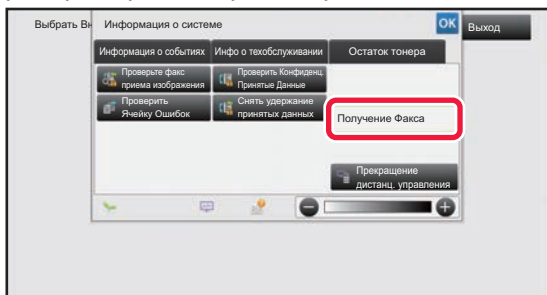 Выбрать Вн
Информация о системе
OK
Выход
Информация о событиях
Инфо о техобслуживании
Остаток тонера
Проверьте факс
приема изображения
Проверить Конфиденц.
Принятые Данные
Проверить
Ячейку Ошибок
Снять удержание
принятых данных
Получение Факса
Прекращение
дистанц. управления